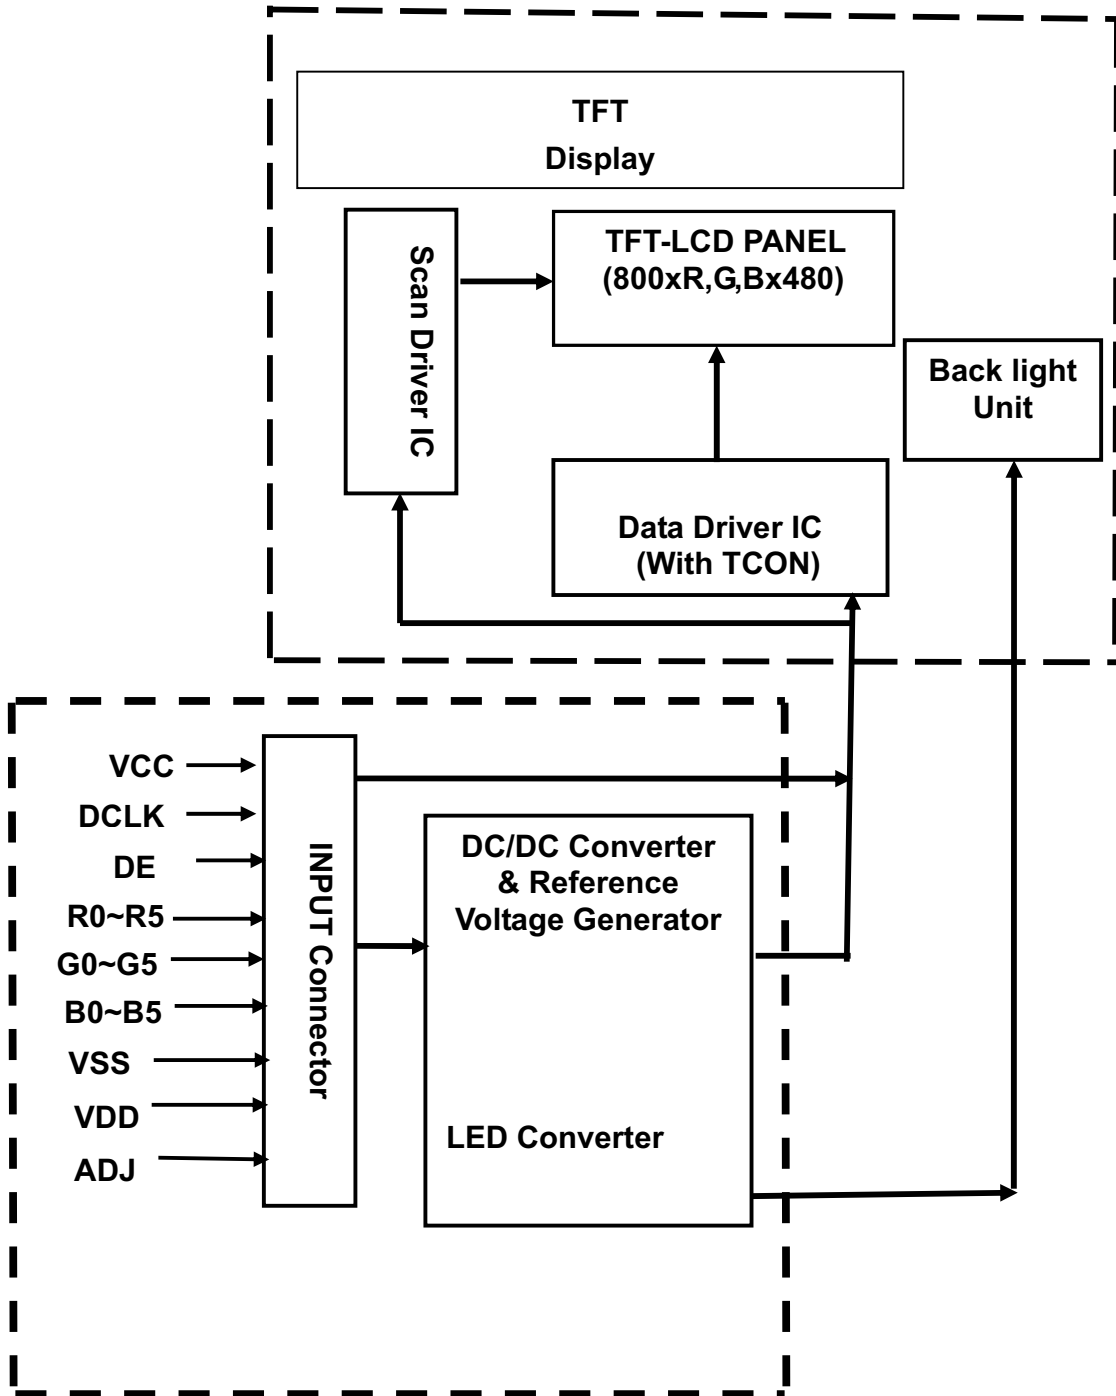 TFT
Display
Scan Driver IC
TFT-LCD PANEL
(800xR,G,Bx480)
Back light
Unit
Data Driver IC
(With TCON)
VCC
DCLK
DE
R0~R5
G0~G5
B0~B5
VSS
VDD
ADJ
INPUT Connector
DC/DC Converter
& Reference
Voltage Generator
LED Converter